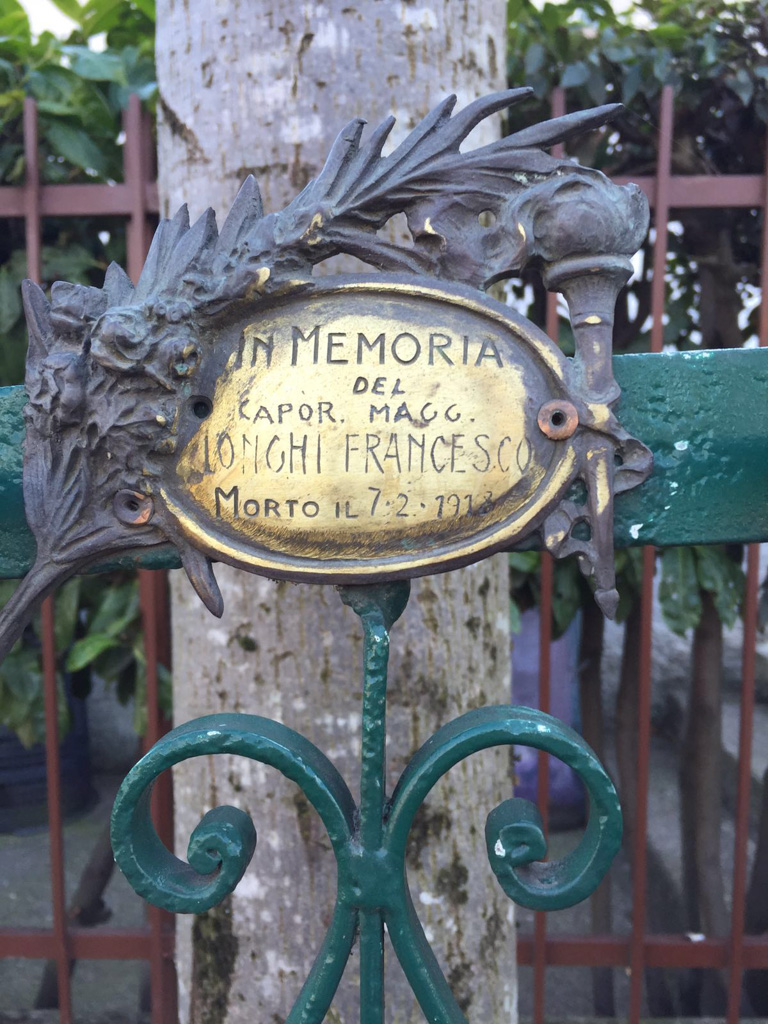 IN MEMORIA
DEL
CAPOR. MAGG.
LONGHI FRANCESCO
MORTO IL 7·2·1918